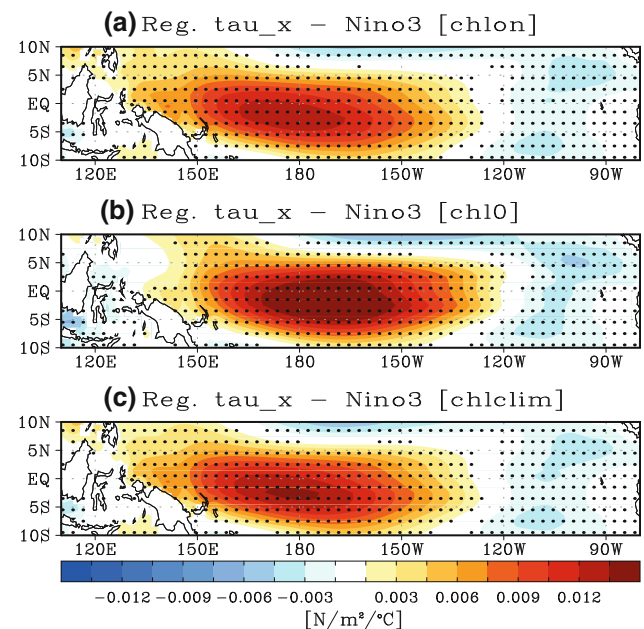 (a) Reg. tau_x - Nino3 [chlon]
10N
5N
EQ
5S
10S
120E 150E 180 150W 120W 90W
(b) Reg. tau_x - Nino3 [chl0]
10N
5N
EQ
5S
10S
120E 150E 180 150W 120W 90W
(c) Reg. tau_x - Nino3 [chlclim]
10N
5N
EQ
5S
10S
120E 150E 180 150W 120W 90W
-0.012 -0.009 -0.006 -0.003 0.003 0.006 0.009 0.012
[N/m²/°C]